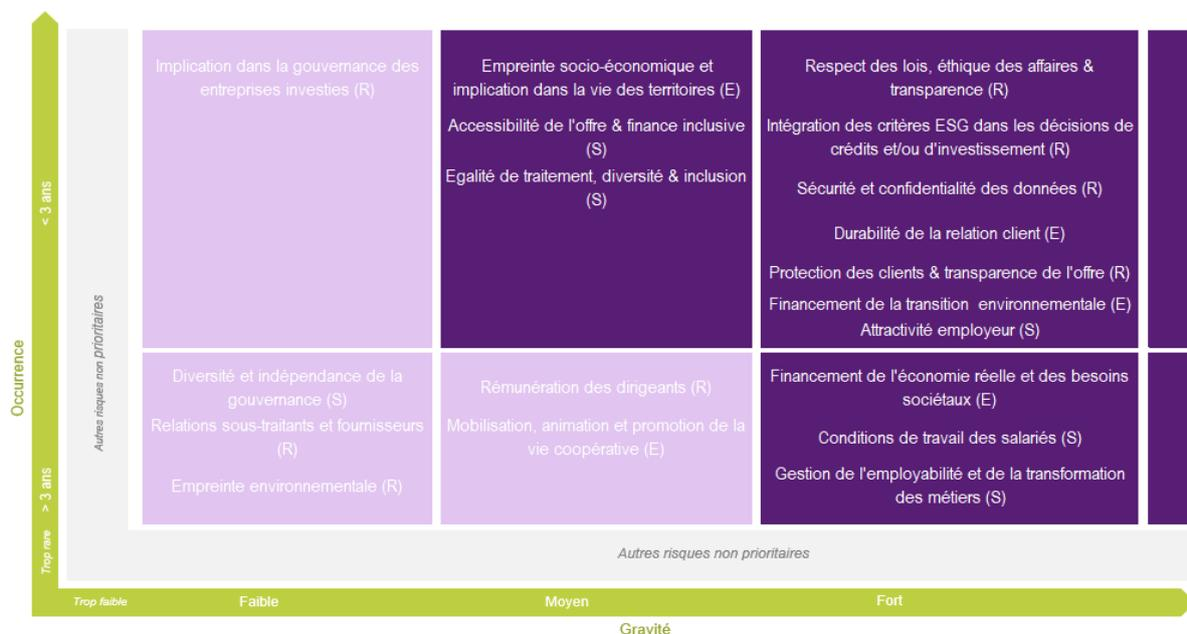 Implication dans la gouvernance des
entreprises investies (R)
Empreinte socio-économique et
implication dans la vie des territoires (E)
Accessibilité de l'offre & finance inclusive
(S)
Egalité de traitement, diversité & inclusion
(S)
Respect des lois, éthique des affaires &
transparence (R)
Intégration des critères ESG dans les décisions de
crédits et/ou d'investissement (R)
Sécurité et confidentialité des données (R)
Durabilité de la relation client (E)
Protection des clients & transparence de l'offre (R)
Financement de la transition  environnementale (E)
Attractivité employeur (S)
Diversité et indépendance de la
gouvernance (S)
Relations sous-traitants et fournisseurs
(R)
Empreinte environnementale (R)
Rémunération des dirigeants (R)
Mobilisation, animation et promotion de la
vie coopérative (E)
Financement de l'économie réelle et des besoins
sociétaux (E)
Conditions de travail des salariés (S)
Gestion de l'employabilité et de la transformation
des métiers (S)
Occurrence
< 3 ans
> 3 ans
Trop rare
Autres risques non prioritaires
Autres risques non prioritaires
Trop faible
Faible
Moyen
Fort
Gravité